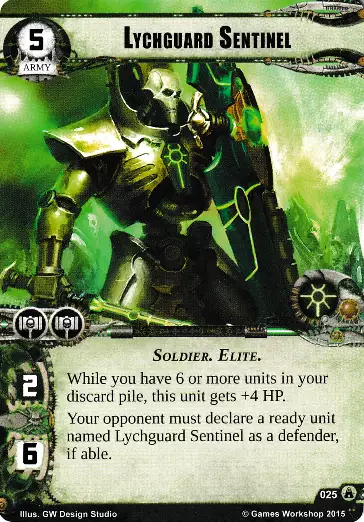 5
LYCHGUARD SENTINEL
ARMY
SOLDIER. ELITE.
2
While you have 6 or more units in your
discard pile, this unit gets +4 HP.
Your opponent must declare a ready unit
named Lychguard Sentinel as a defender,
if able.
6
025
Illus. GW Design Studio
© Games Workshop 2015